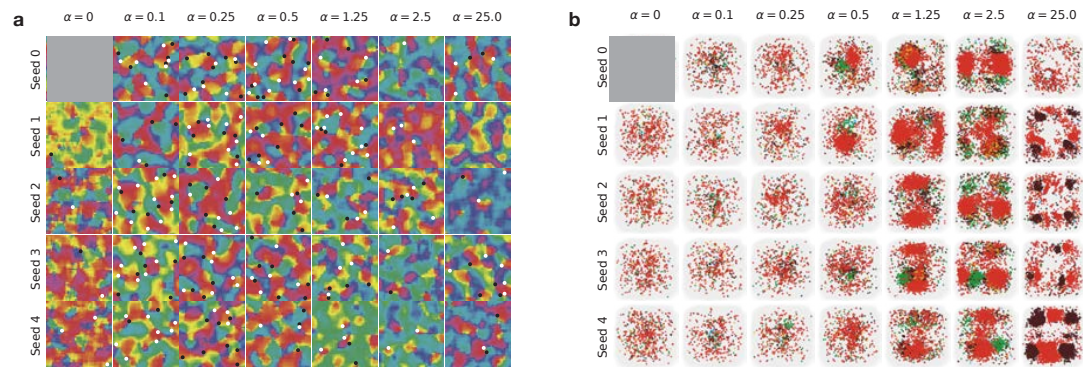 a
α = 0 α = 0.1 α = 0.25 α = 0.5 α = 1.25 α = 2.5 α = 25.0
Seed 0
Seed 1
Seed 2
Seed 3
Seed 4
b
α = 0 α = 0.1 α = 0.25 α = 0.5 α = 1.25 α = 2.5 α = 25.0
Seed 0
Seed 1
Seed 2
Seed 3
Seed 4